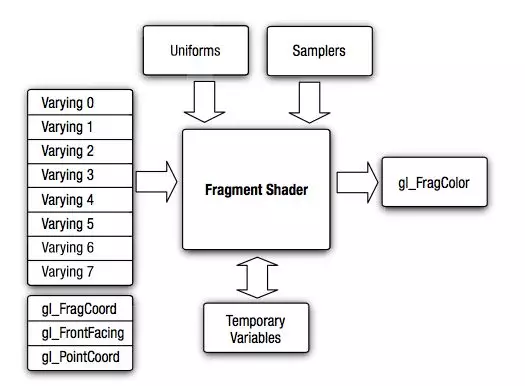 Uniforms
Samplers
Varying 0
Varying 1
Varying 2
Varying 3
Varying 4
Varying 5
Varying 6
Varying 7
Fragment Shader
gl_FragColor
gl_FragCoord
gl_FrontFacing
gl_PointCoord
Temporary
Variables